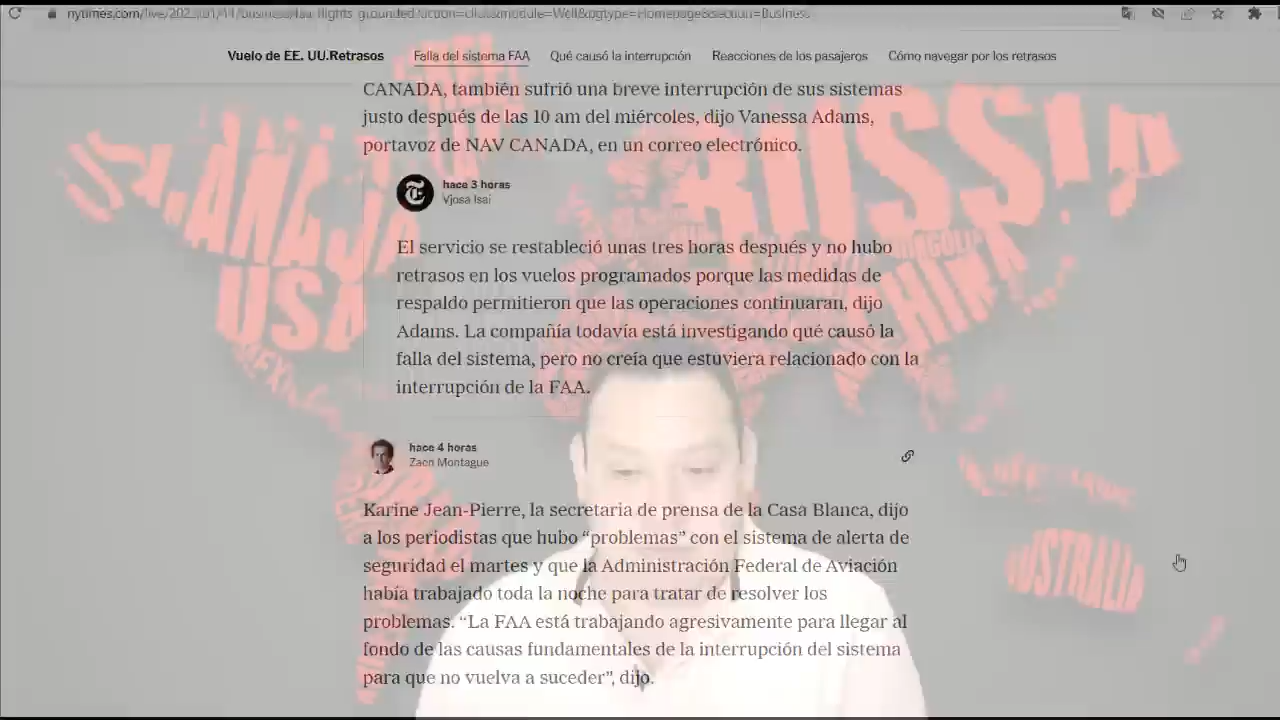 Vuelo de EE. UU.Retrasos
Falla del sistema FAA
Qué causó la interrupción
Reacciones de los pasajeros
Cómo navegar por los retrasos
CANADA, también sufrió una breve interrupción de sus sistemas
justo después de las 10 am del miércoles, dijo Vanessa Adams,
portavoz de NAV CANADA, en un correo electrónico.
hace 3 horas
Vjosa Isai
El servicio se restableció unas tres horas después y no hubo
retrasos en los vuelos programados porque las medidas de
respaldo permitieron que las operaciones continuaran, dijo
Adams. La compañía todavía está investigando qué causó la
falla del sistema, pero no creía que estuviera relacionado con la
interrupción de la FAA.
hace 4 horas
Zach Montague
Karine Jean-Pierre, la secretaria de prensa de la Casa Blanca, dijo
a los periodistas que hubo “problemas” con el sistema de alerta de
seguridad el martes y que la Administración Federal de Aviación
había trabajado toda la noche para tratar de resolver los
problemas. “La FAA está trabajando agresivamente para llegar al
fondo de las causas fundamentales de la interrupción del sistema
para que no vuelva a suceder”, dijo.
RUSSIA
CANADA
USA
CHINA
MONGOLIA
AUSTRALIA